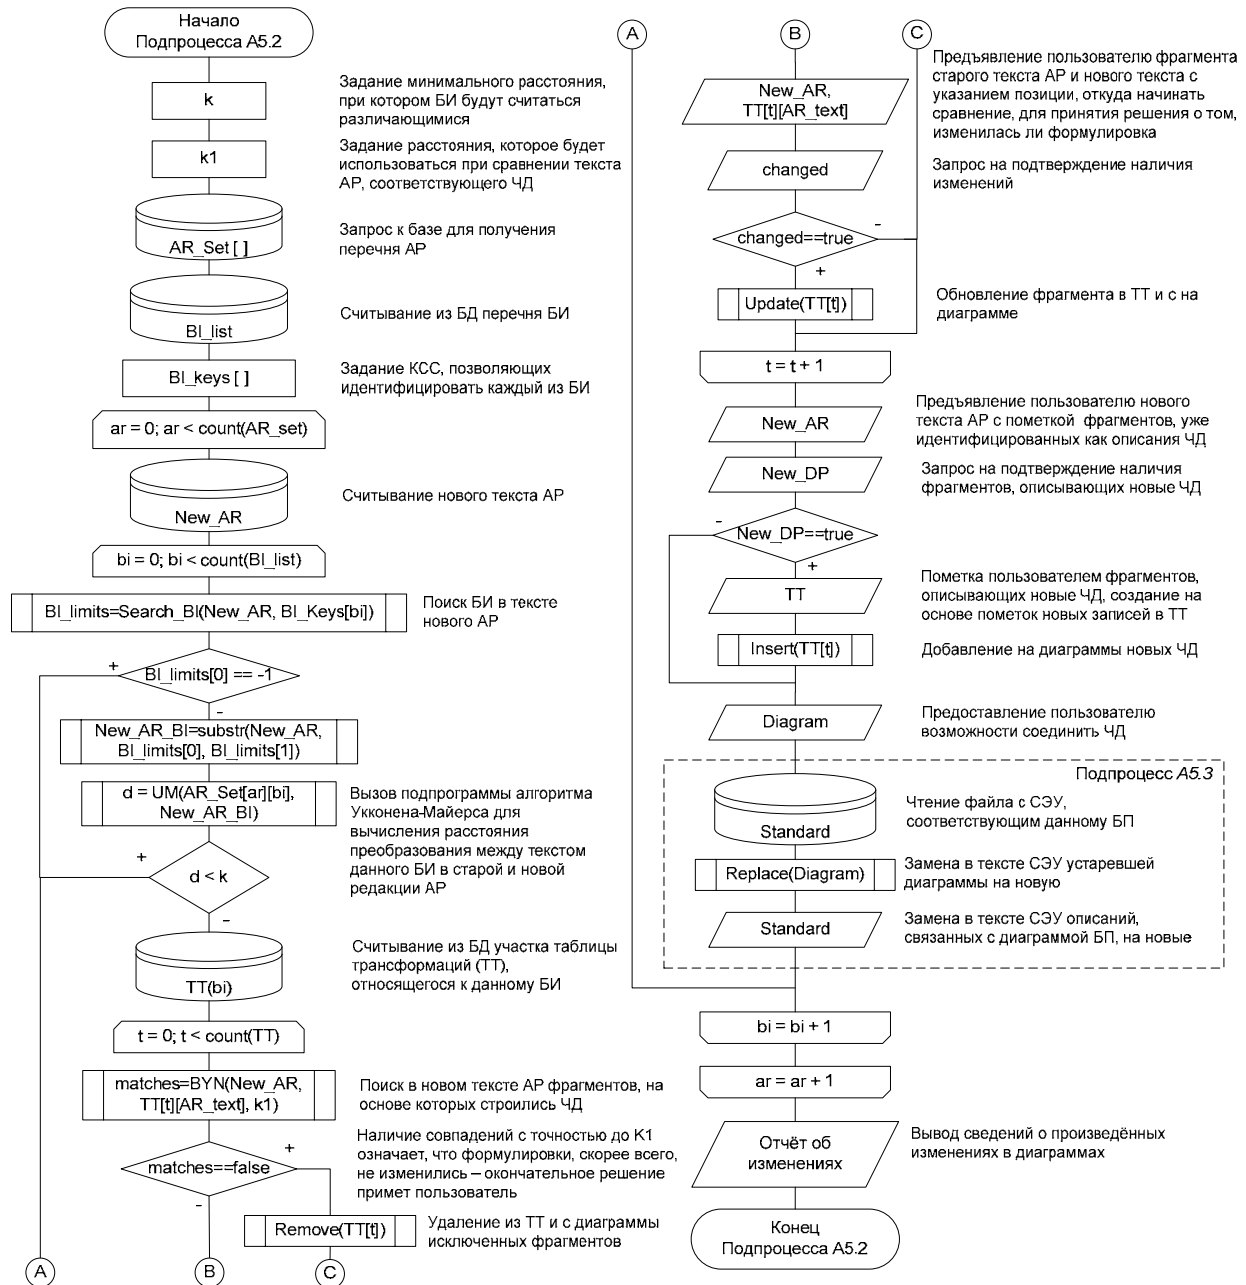 Начало
Подпроцесса А5.2
k
Задание минимального расстояния,
при котором БИ будут считаться
различающимися
k1
Задание расстояния, которое будет
использоваться при сравнении текста
АР, соответствующего ЧД
AR_Set [ ]
Запрос к базе для получения
перечня АР
BI_list
Считывание из БД перечня БИ
BI_keys [ ]
Задание КСС, позволяющих
идентифицировать каждый из БИ
ar = 0; ar < count(AR_set)
New_AR
Считывание нового текста АР
bi = 0; bi < count(BI_list)
BI_limits=Search_BI(New_AR, BI_Keys[bi])
Поиск БИ в тексте
нового АР
+
BI_limits[0] == -1
-
New_AR_BI=substr(New_AR,
BI_limits[0], BI_limits[1])
d = UM(AR_Set[ar][bi],
New_AR_BI)
Вызов подпрограммы алгоритма
Укконена-Майерса для
вычисления расстояния
преобразования между текстом
данного БИ в старой и новой
редакции АР
+
d < k
-
TT(bi)
Считывание из БД участка таблицы
трансформаций (ТТ),
относящегося к данному БИ
t = 0; t < count(TT)
matches=BYN(New_AR,
TT[t][AR_text], k1)
Поиск в новом тексте АР фрагментов, на
основе которых строились ЧД
matches==false
+
-
Наличие совпадений с точностью до К1
означает, что формулировки, скорее всего,
не изменились – окончательное решение
примет пользователь
Remove(TT[t])
Удаление из ТТ и с диаграммы
исключенных фрагментов
A
B
C
A
B
C
New_AR,
TT[t][AR_text]
Предъявление пользователю фрагмента
старого текста АР и нового текста с
указанием позиции, откуда начинать
сравнение, для принятия решения о том,
изменилась ли формулировка
changed
Запрос на подтверждение наличия
изменений
changed==true
-
+
Update(TT[t])
Обновление фрагмента в ТТ и с на
диаграмме
t = t + 1
New_AR
Предъявление пользователю нового
текста АР с пометкой фрагментов, уже
идентифицированных как описания ЧД
New_DP
Запрос на подтверждение наличия
фрагментов, описывающих новые ЧД
-
New_DP==true
+
TT
Пометка пользователем фрагментов,
описывающих новые ЧД, создание на
основе пометок новых записей в ТТ
Insert(TT[t])
Добавление на диаграммы новых ЧД
Diagram
Предоставление пользователю
возможности соединить ЧД
Подпроцесс А5.3
Standard
Чтение файла с СЭУ,
соответствующим данному БП
Replace(Diagram)
Замена в тексте СЭУ устаревшей
диаграммы на новую
Standard
Замена в тексте СЭУ описаний,
связанных с диаграммой БП, на новые
bi = bi + 1
ar = ar + 1
Отчёт об
изменениях
Вывод сведений о произведённых
изменениях в диаграммах
Конец
Подпроцесса А5.2